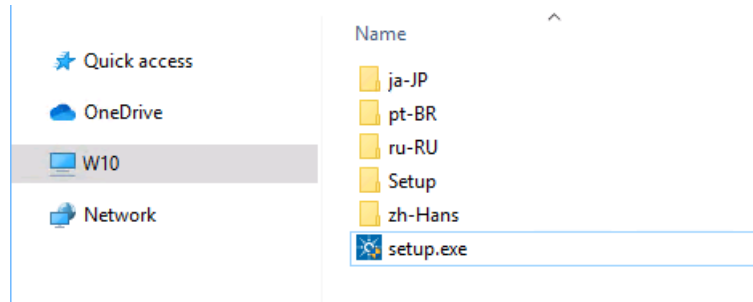 Quick access
OneDrive
W10
Network
Name
ja-JP
pt-BR
ru-RU
Setup
zh-Hans
setup.exe